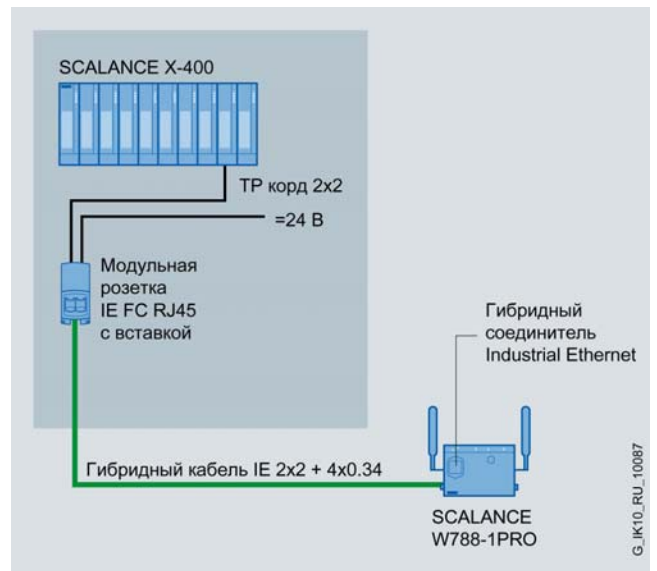 SCALANCE X-400
ТР корд 2x2
=24 В
Модульная
розетка
IE FC RJ45
с вставкой
Гибридный
соединитель
Industrial Ethernet
Гибридный кабель IE 2x2 + 4x0.34
SCALANCE
W788-1PRO
G_IK10_RU_10087